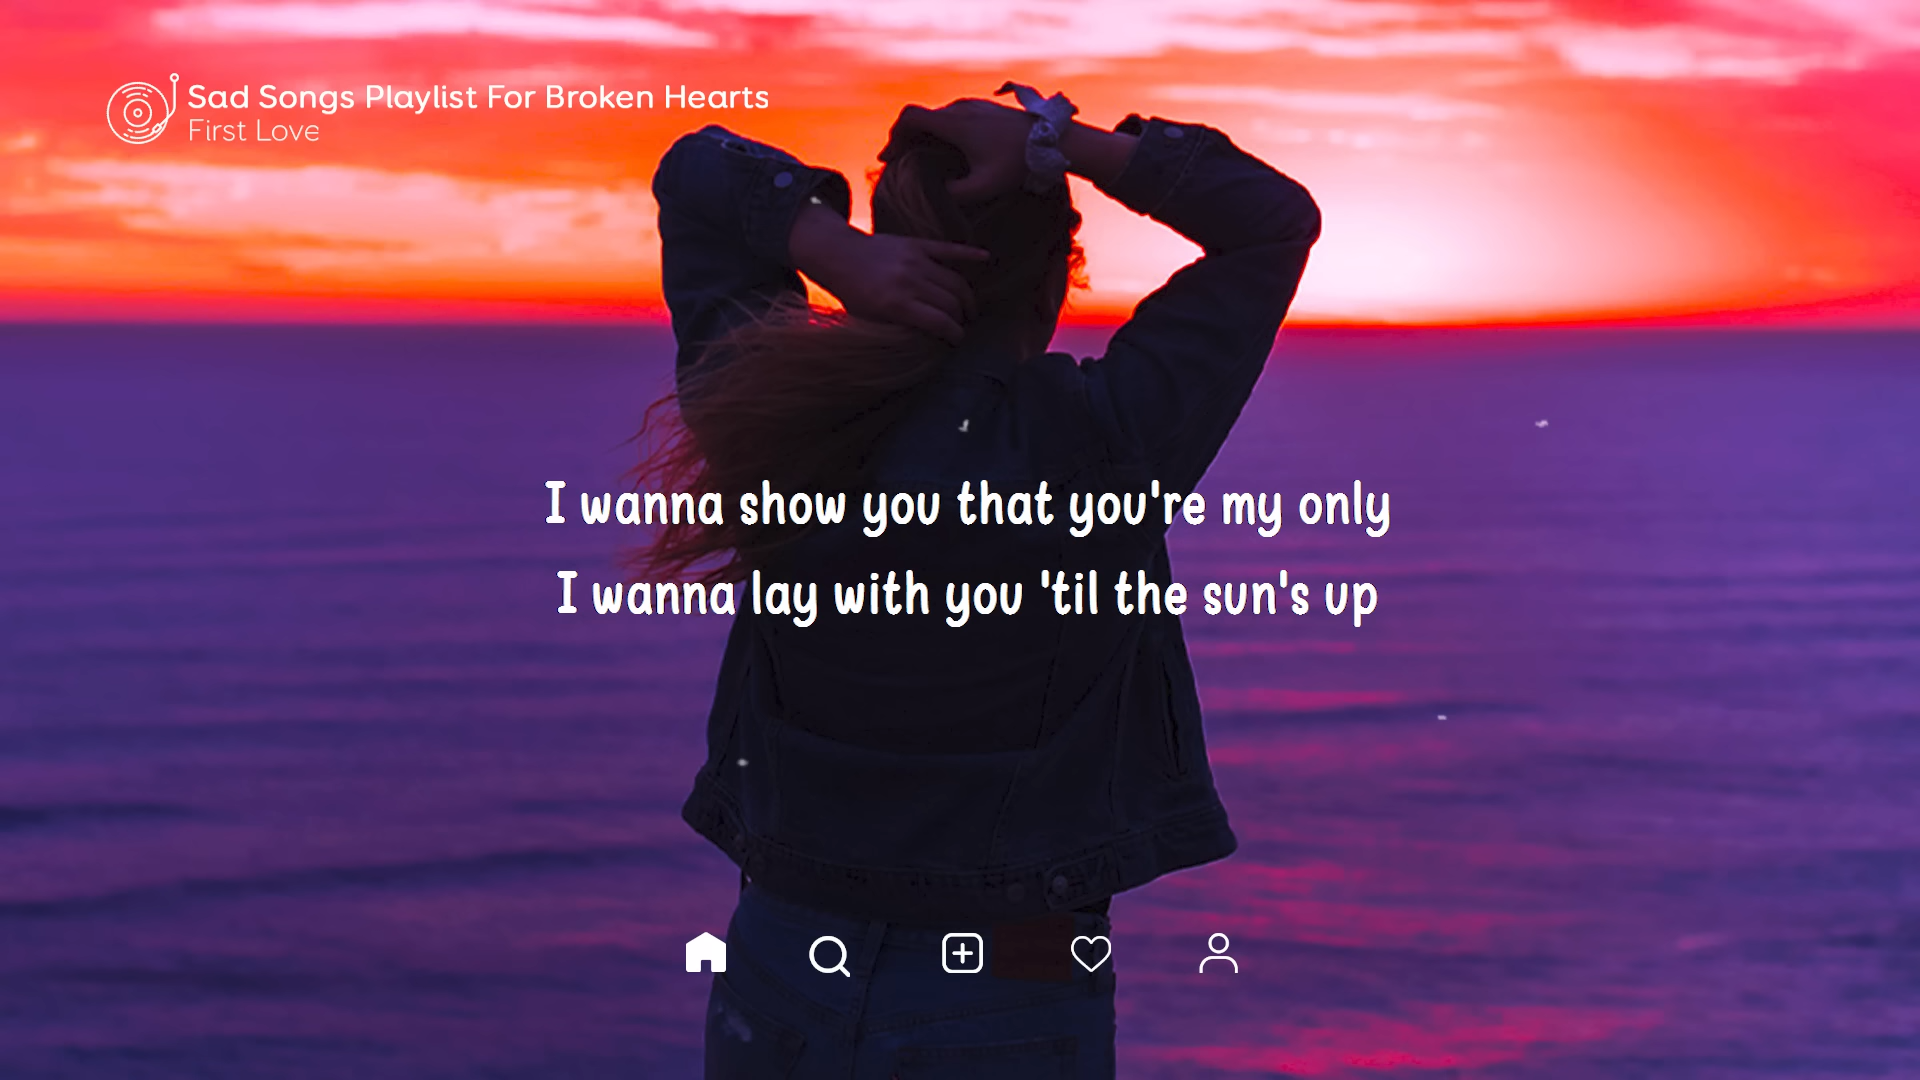 Sad Songs Playlist For Broken Hearts
First Love
I wanna show you that you're my only
I wanna lay with you 'til the sun's up